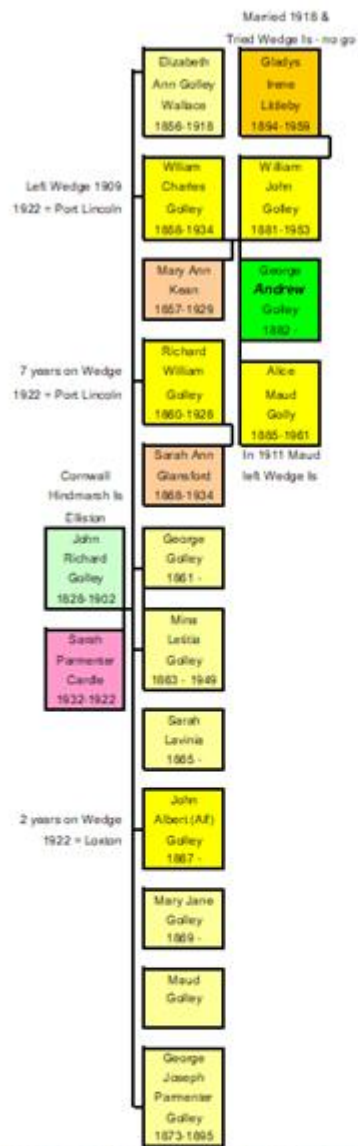 Married 1918 &
Tried Wedge Is - no go
Elizabeth
Ann Golley
Wallace
1856-1918
Gladys
Irene
Litleby
1894-1959
Left Wedge 1909
1922 = Port Lincoln
William
Charles
Golley
1858-1934
William
John
Golley
1881-1953
Mary Ann
Kean
1857-1929
George
Andrew
Golley
1882 -
7 years on Wedge
1922 = Port Lincoln
Richard
William
Golley
1860-1928
Alice
Maud
Golly
1885-1961
Sarah Ann
Glansford
1868-1934
In 1911 Maud
left Wedge Is
Cornwall
Hindmarsh Is
Elliston
John
Richard
Golley
1828-1902
George
Golley
1861 -
Sarah
Parmenter
Cardle
1932-1922
Mina
Letitia
Golley
1863 - 1949
Sarah
Lavinia
1865 -
2 years on Wedge
1922 = Loxton
John
Albert (Alf)
Golley
1867 -
Mary Jane
Golley
1869 -
Maud
Golley
George
Joseph
Parmenter
Golley
1873-1895